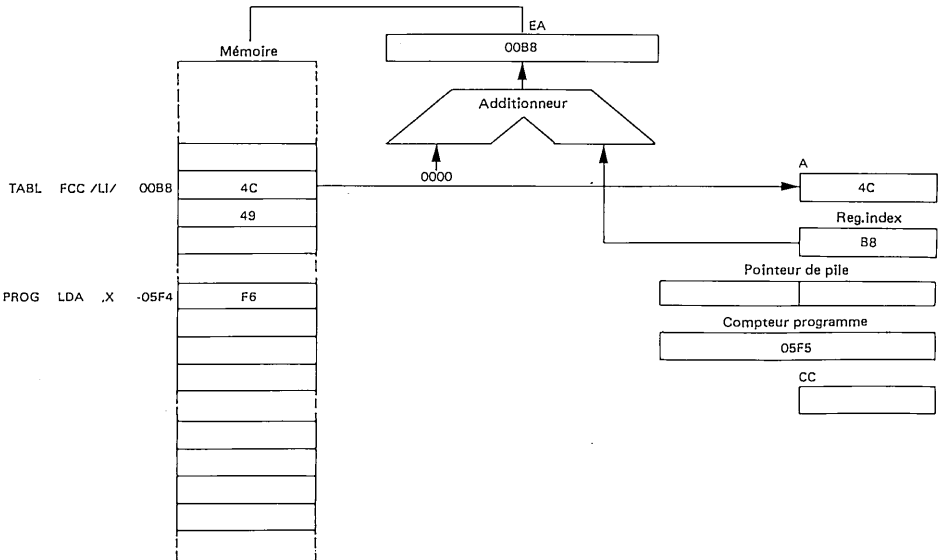 EA
00B8
Mémoire
Additionneur
0000
A
TABL FCC /LI/ 00B8 4C 4C
49
Reg.index
B8
Pointeur de pile
PROG LDA ,X -05F4 F6
Compteur programme
05F5
CC